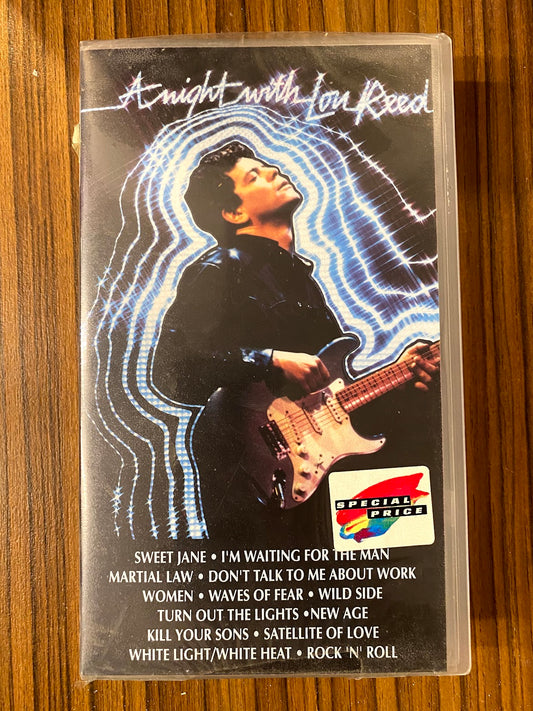 A night with Lou Reed
SPECIAL
PRICE
SWEET JANE • I'M WAITING FOR THE MAN
MARTIAL LAW • DON'T TALK TO ME ABOUT WORK
WOMEN • WAVES OF FEAR • WILD SIDE
TURN OUT THE LIGHTS • NEW AGE
KILL YOUR SONS • SATELLITE OF LOVE
WHITE LIGHT/WHITE HEAT • ROCK 'N' ROLL